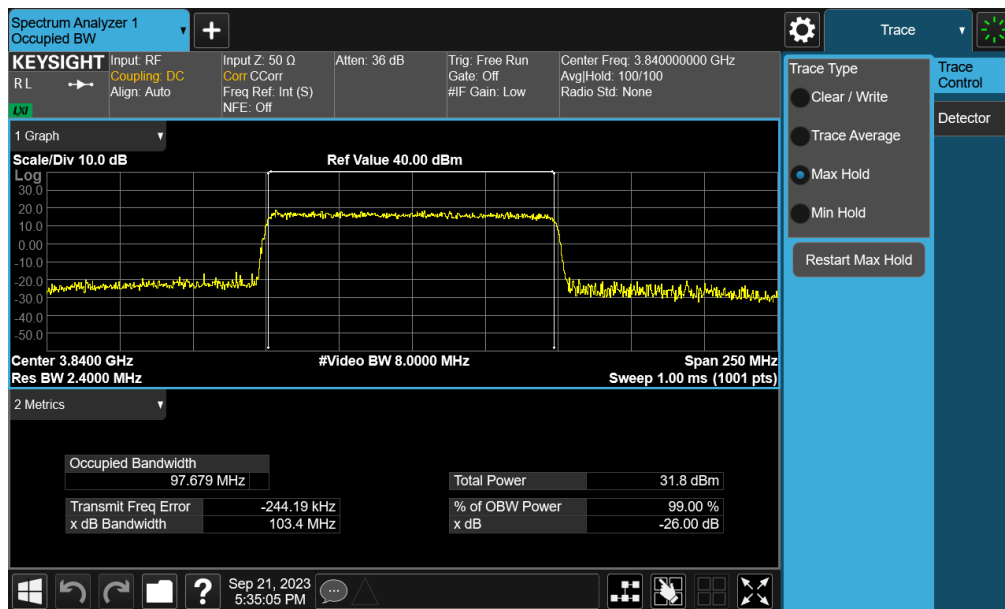 Spectrum Analyzer 1
Occupied BW
+
Trace
KEYSIGHT
R L
LXI
Input: RF
Coupling: DC
Align: Auto
Input Z: 50 Ω
Corr CCorr
Freq Ref: Int (S)
NFE: Off
Atten: 36 dB
Trig: Free Run
Gate: Off
#IF Gain: Low
Center Freq: 3.840000000 GHz
Avg|Hold: 100/100
Radio Std: None
Trace Type
Clear / Write
Trace Average
Max Hold
Min Hold
Restart Max Hold
Trace
Control
Detector
1 Graph
Scale/Div 10.0 dB
Ref Value 40.00 dBm
Log
30.0
20.0
10.0
0.00
-10.0
-20.0
-30.0
-40.0
-50.0
Center 3.8400 GHz
#Video BW 8.0000 MHz
Span 250 MHz
Res BW 2.4000 MHz
Sweep 1.00 ms (1001 pts)
2 Metrics
Occupied Bandwidth
97.679 MHz
Total Power 31.8 dBm
Transmit Freq Error -244.19 kHz
% of OBW Power 99.00 %
x dB Bandwidth 103.4 MHz
x dB -26.00 dB
?
Sep 21, 2023
5:35:05 PM